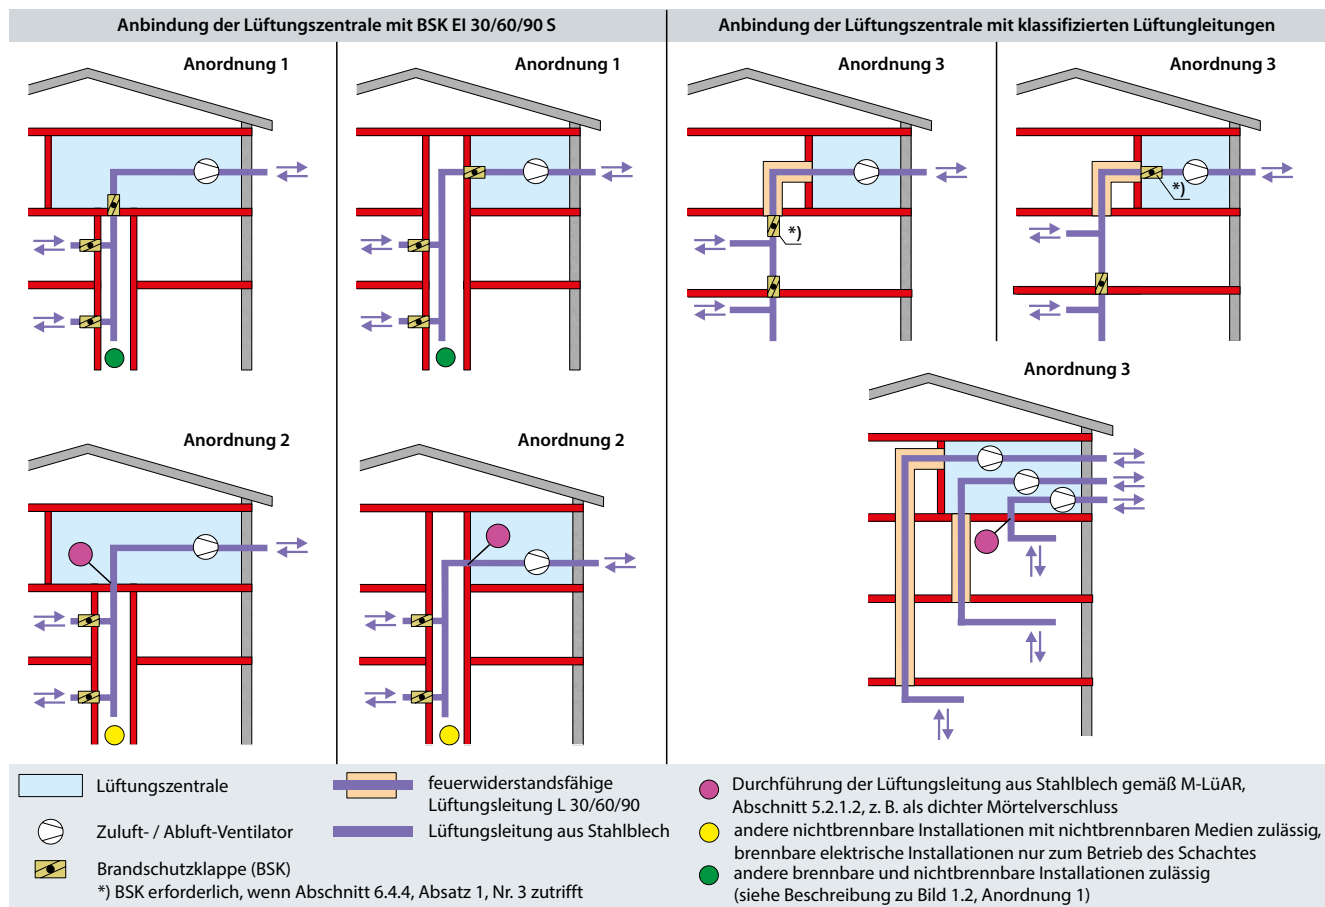 Anbindung der Lüftungszentrale mit BSK EI 30/60/90 S
Anbindung der Lüftungszentrale mit klassifizierten Lüftungleitungen
Anordnung 1
Anordnung 1
Anordnung 3
Anordnung 3
*)
*)
Anordnung 3
Anordnung 2
Anordnung 2
Lüftungszentrale
Zuluft- / Abluft-Ventilator
Brandschutzklappe (BSK)
*) BSK erforderlich, wenn Abschnitt 6.4.4, Absatz 1, Nr. 3 zutrifft
feuerwiderstandsfähige
Lüftungsleitung L 30/60/90
Lüftungsleitung aus Stahlblech
Durchführung der Lüftungsleitung aus Stahlblech gemäß M-LüAR,
Abschnitt 5.2.1.2, z. B. als dichter Mörtelverschluss
andere nichtbrennbare Installationen mit nichtbrennbaren Medien zulässig,
brennbare elektrische Installationen nur zum Betrieb des Schachtes
andere brennbare und nichtbrennbare Installationen zulässig
(siehe Beschreibung zu Bild 1.2, Anordnung 1)